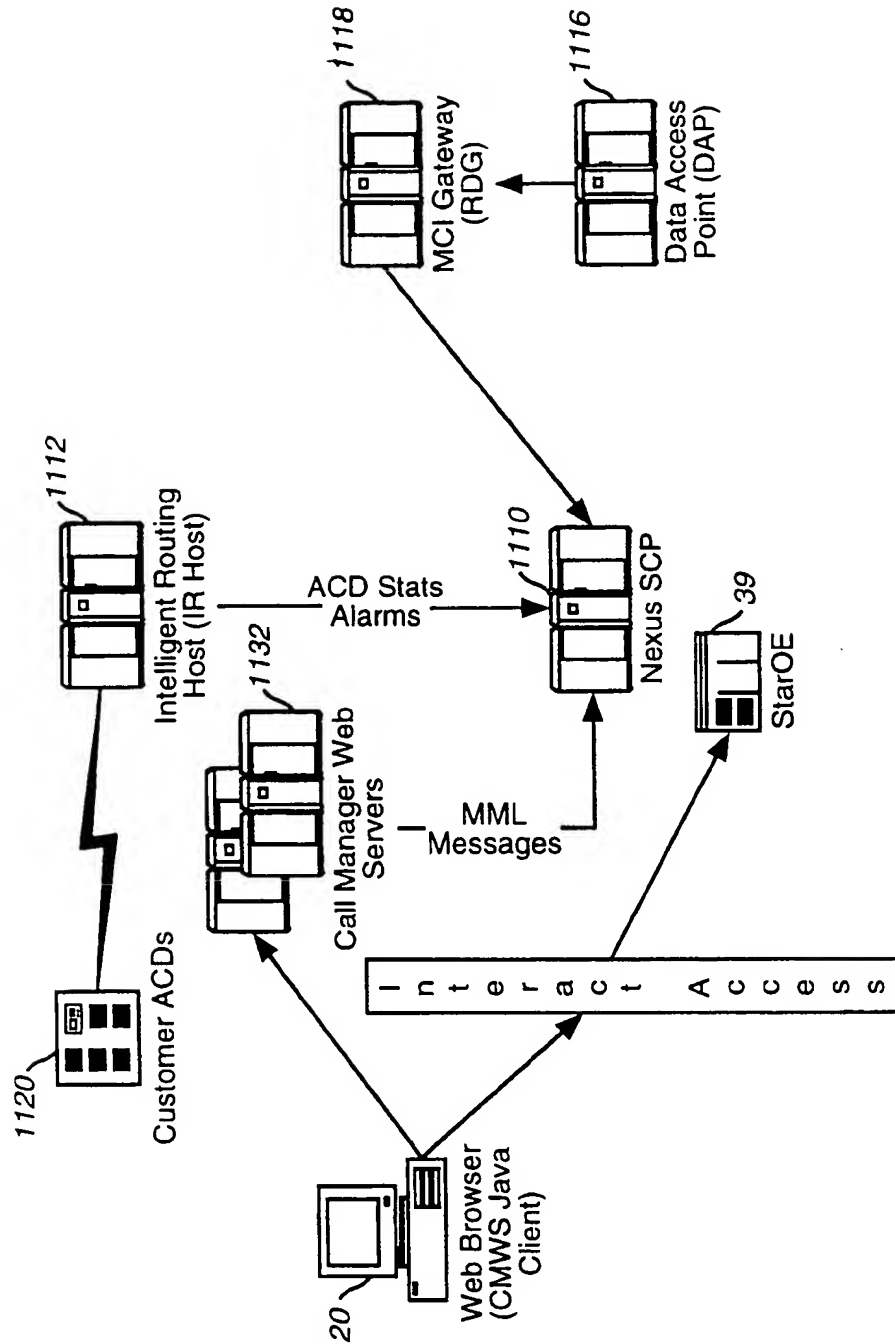 1120
Customer ACDs
1112
Intelligent Routing
Host (IR Host)
1118
MCI Gateway
(RDG)
1116
Data Access
Point (DAP)
1132
Call Manager Web
Servers
ACD Stats
Alarms
1110
Nexus SCP
MML
Messages
39
StarOE
20
Web Browser
(CMWS Java
Client)
Interact Access